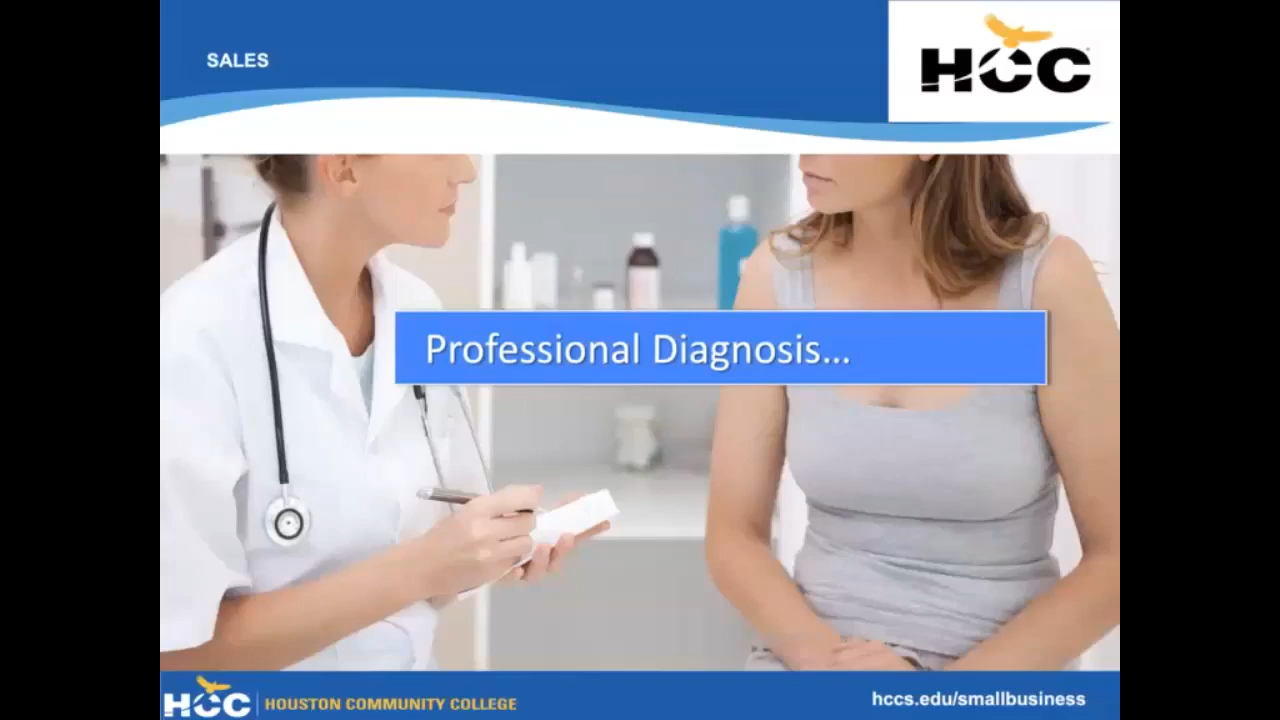 SALES
HCC
Professional Diagnosis...
HCC
HOUSTON COMMUNITY COLLEGE
hccs.edu/smallbusiness